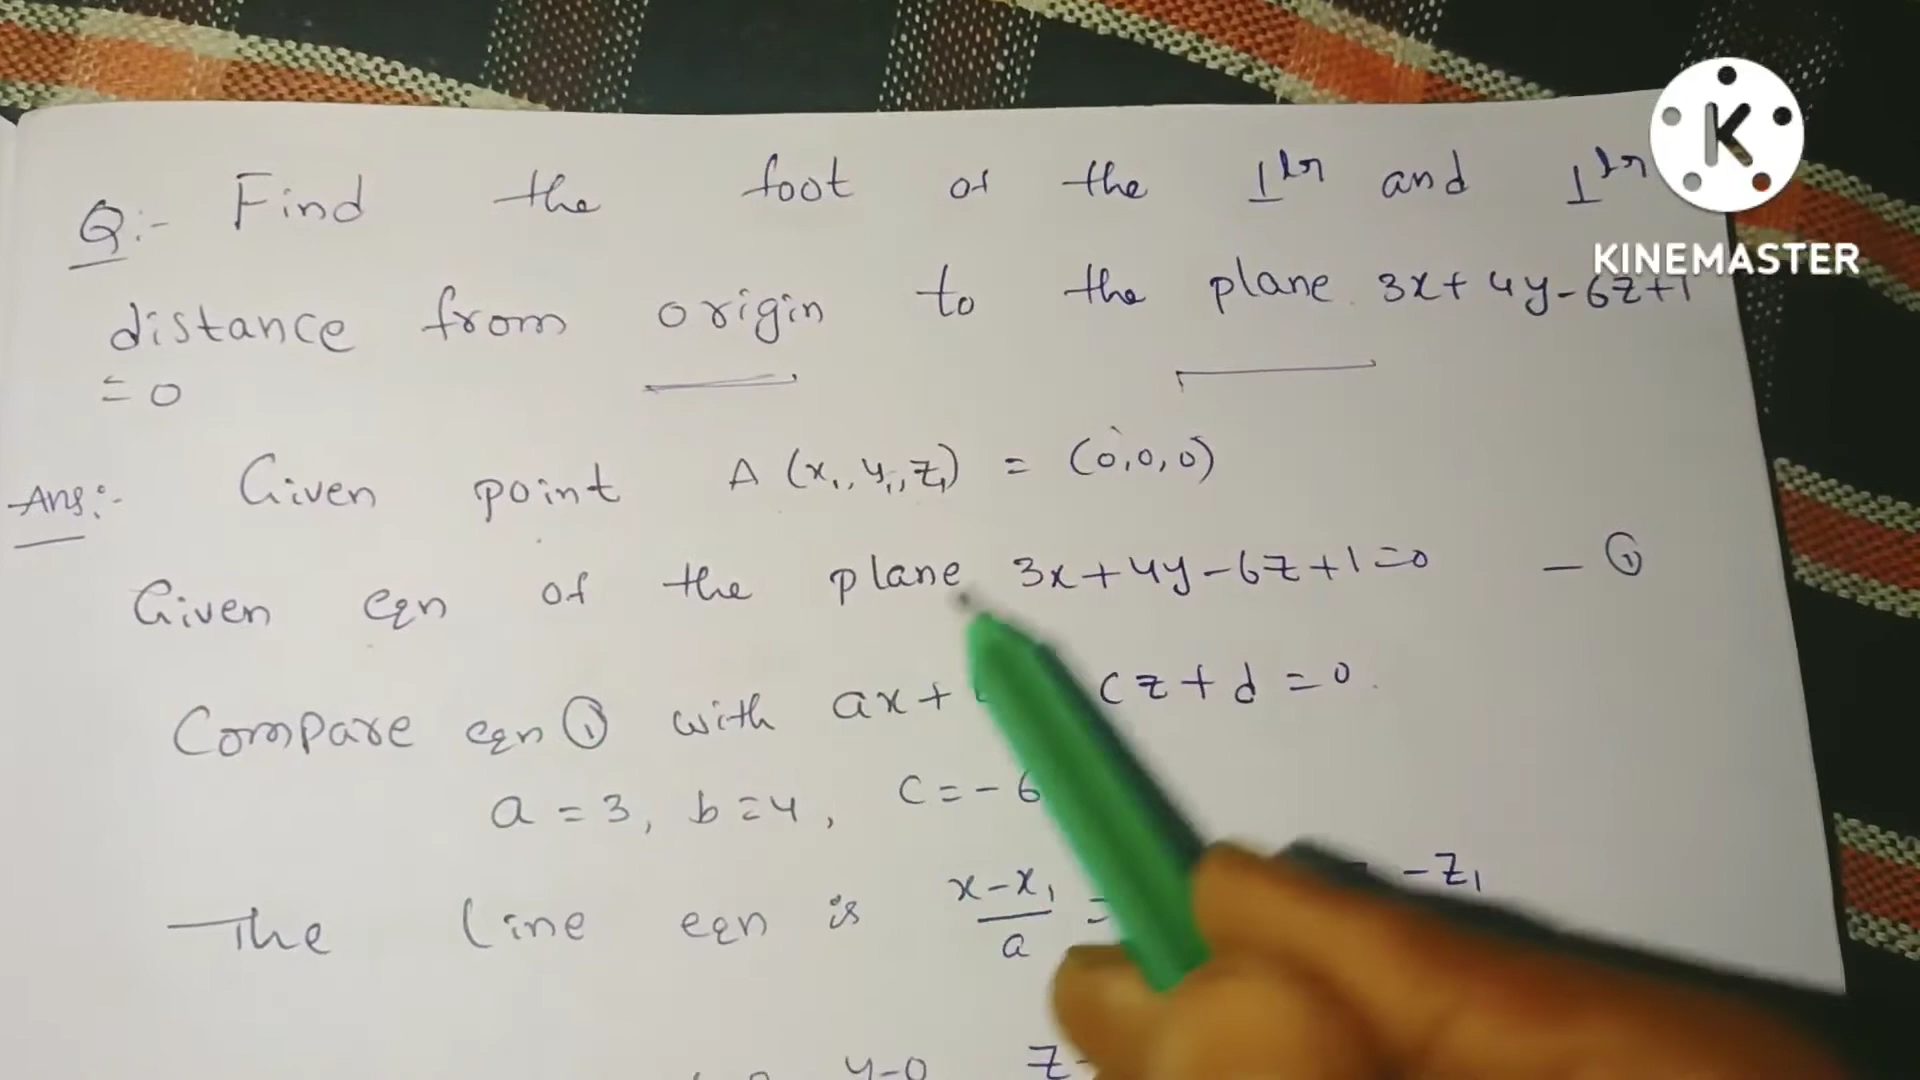 Q:- Find the foot of the ⊥lr and ⊥lr
distance from origin to the plane 3x+4y-6z+1
=0
Ans:- Given point A (x₁, y₁, z₁) = (0,0,0)
Given eqn of the plane 3x+4y-6z+1=0 — ①
Compare eqn ① with ax+ cz+d=0.
a=3, b=4, c=-6
The line eqn is x-x₁/a = -z₁
y-0 z-
K
KINEMASTER